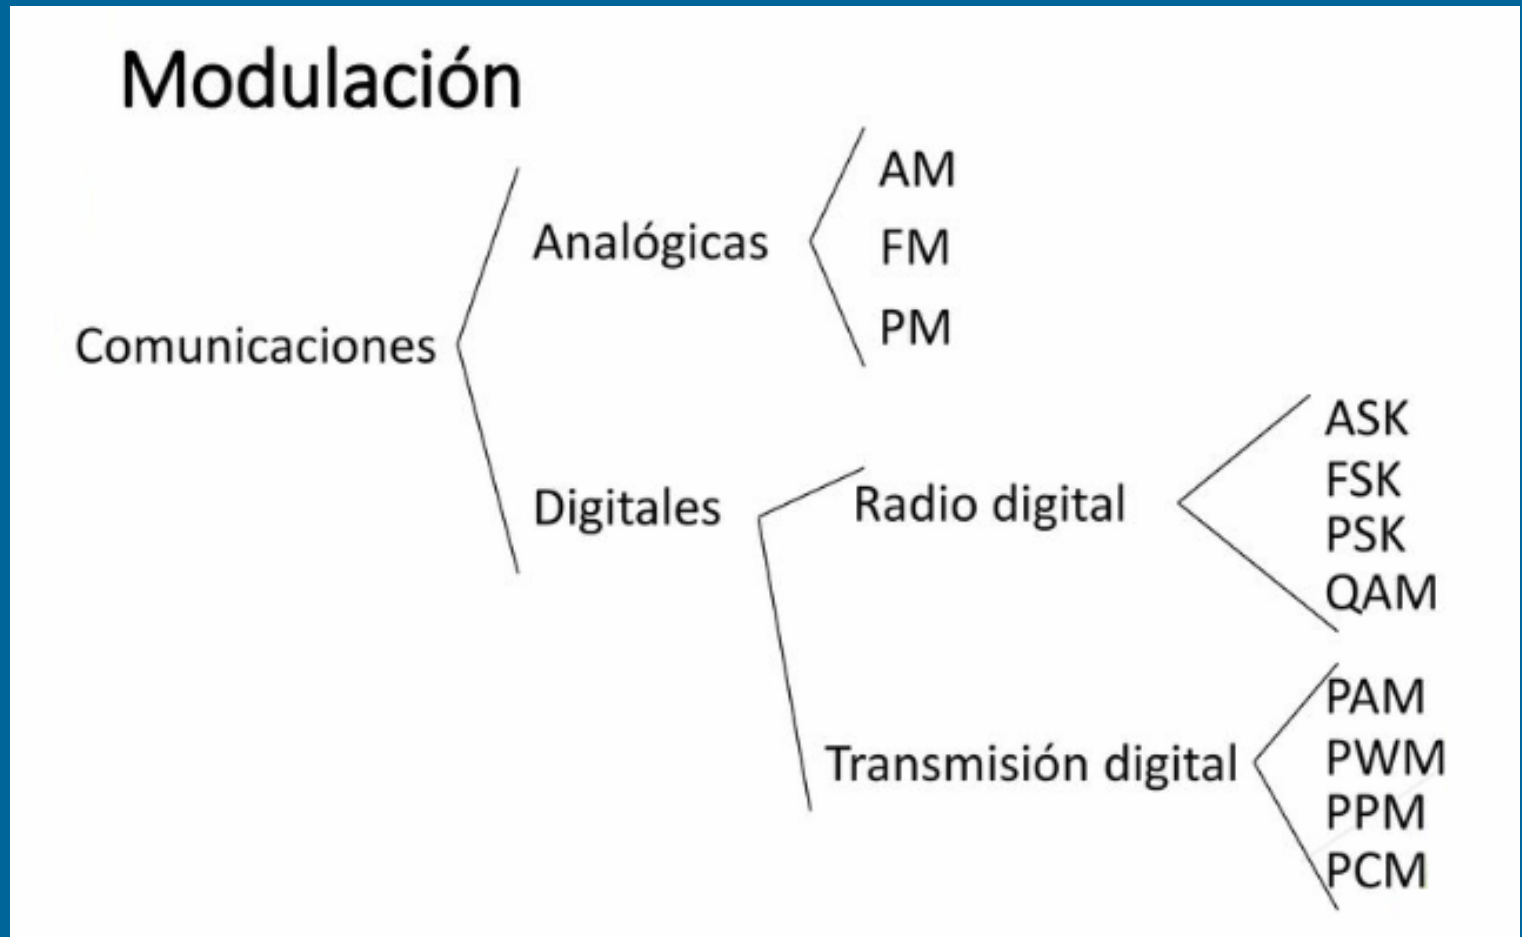 Modulación
Comunicaciones
Analógicas
AM
FM
PM
Digitales
Radio digital
ASK
FSK
PSK
QAM
Transmisión digital
PAM
PWM
PPM
PCM